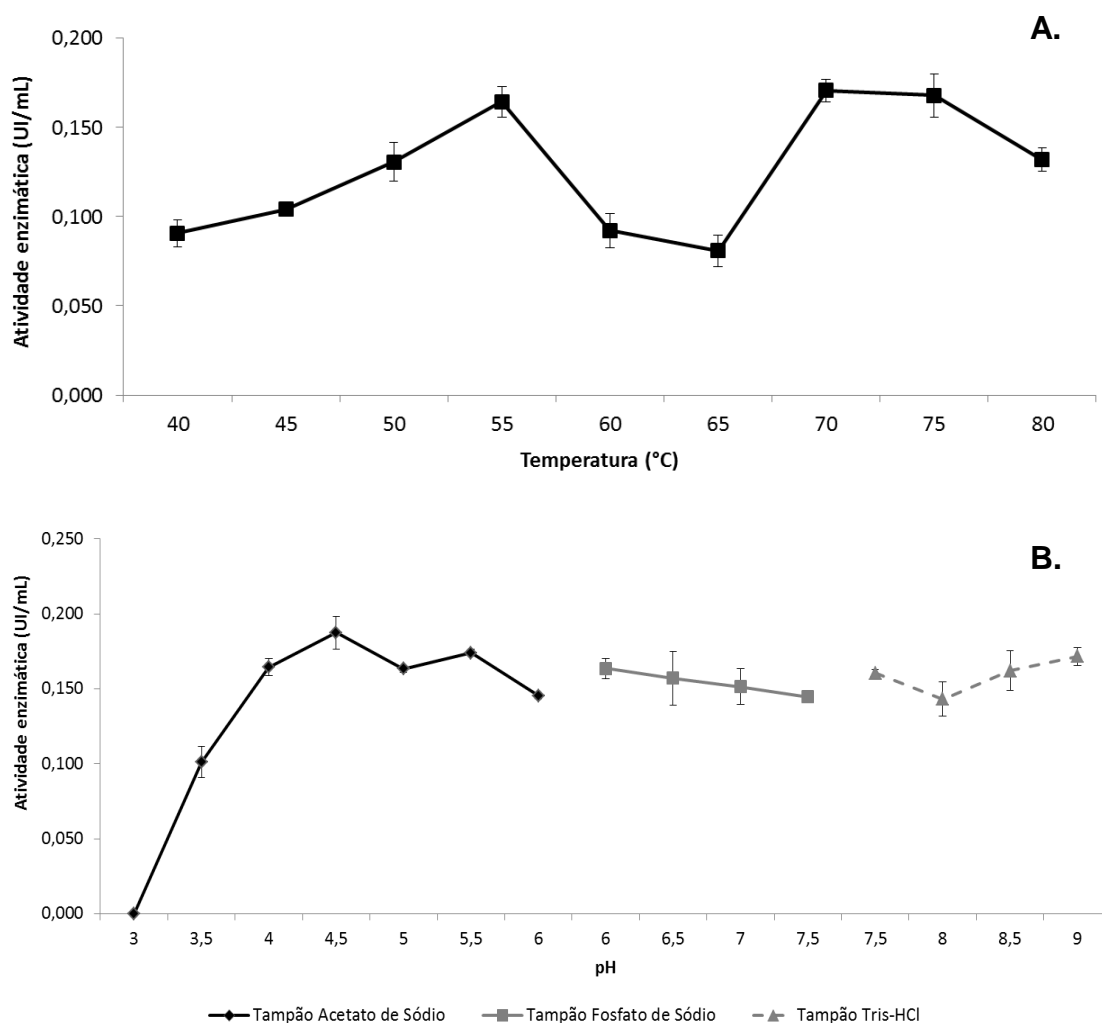 A.
Atividade enzimática (UI/mL)
0,200
0,150
0,100
0,050
0,000
40 45 50 55 60 65 70 75 80
Temperatura (°C)
B.
Atividade enzimática (UI/mL)
0,250
0,200
0,150
0,100
0,050
0,000
3 3,5 4 4,5 5 5,5 6 6 6,5 7 7,5 7,5 8 8,5 9
pH
Tampão Acetato de Sódio Tampão Fosfato de Sódio Tampão Tris-HCl